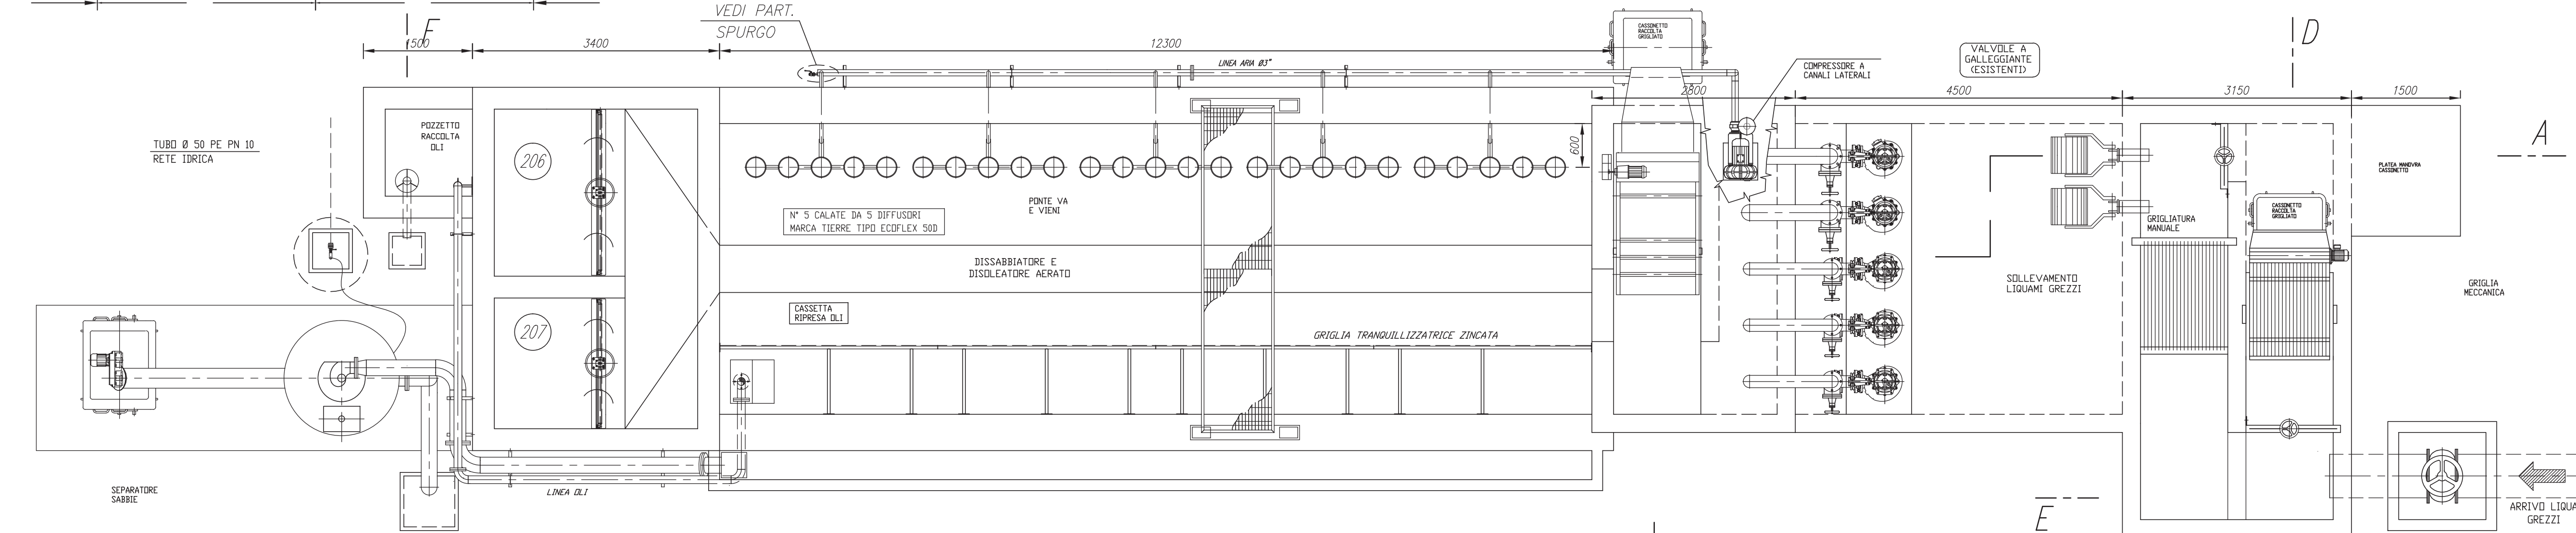 VEDI PART.
SPURGO
F
D
1500
3400
12300
LINEA ARIA Ø3"
CASSONETTO
RACCOLTA
GRIGLIATO
COMPRESSORE A
CANALI LATERALI
VALVOLE A
GALLEGGIANTE
(ESISTENTI)
2800
4500
3150
1500
TUBO Ø 50 PE PN 10
RETE IDRICA
POZZETTO
RACCOLTA
OLI
206
600
A
PLATEA MANOVRA
CASSONETTO
N° 5 CALATE DA 5 DIFFUSORI
MARCA TIERRE TIPO ECOFLEX 50D
PONTE VA
E VIENI
GRIGLIATURA
MANUALE
CASSONETTO
RACCOLTA
GRIGLIATO
DISSABBIATORE E
DISOLEATORE AERATO
SOLLEVAMENTO
LIQUAMI GREZZI
GRIGLIA
MECCANICA
207
CASSETTA
RIPRESA OLI
GRIGLIA TRANQUILLIZZATRICE ZINCATA
SEPARATORE
SABBIE
LINEA OLI
E
ARRIVO LIQUA
GREZZI